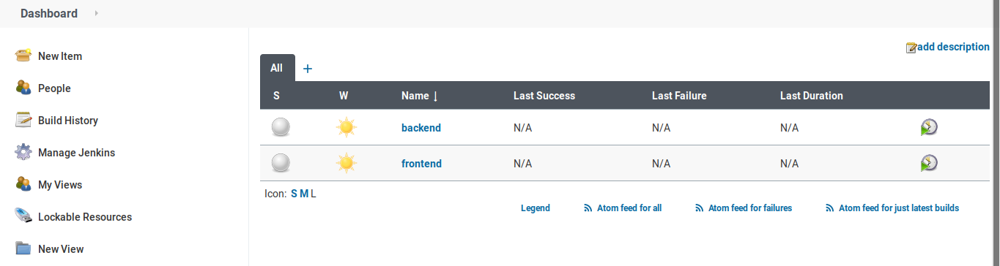 Dashboard
New Item
People
Build History
Manage Jenkins
My Views
Lockable Resources
New View
add description
All +
S W Name ↓ Last Success Last Failure Last Duration
backend N/A N/A N/A
frontend N/A N/A N/A
Icon: S M L
Legend Atom feed for all Atom feed for failures Atom feed for just latest builds